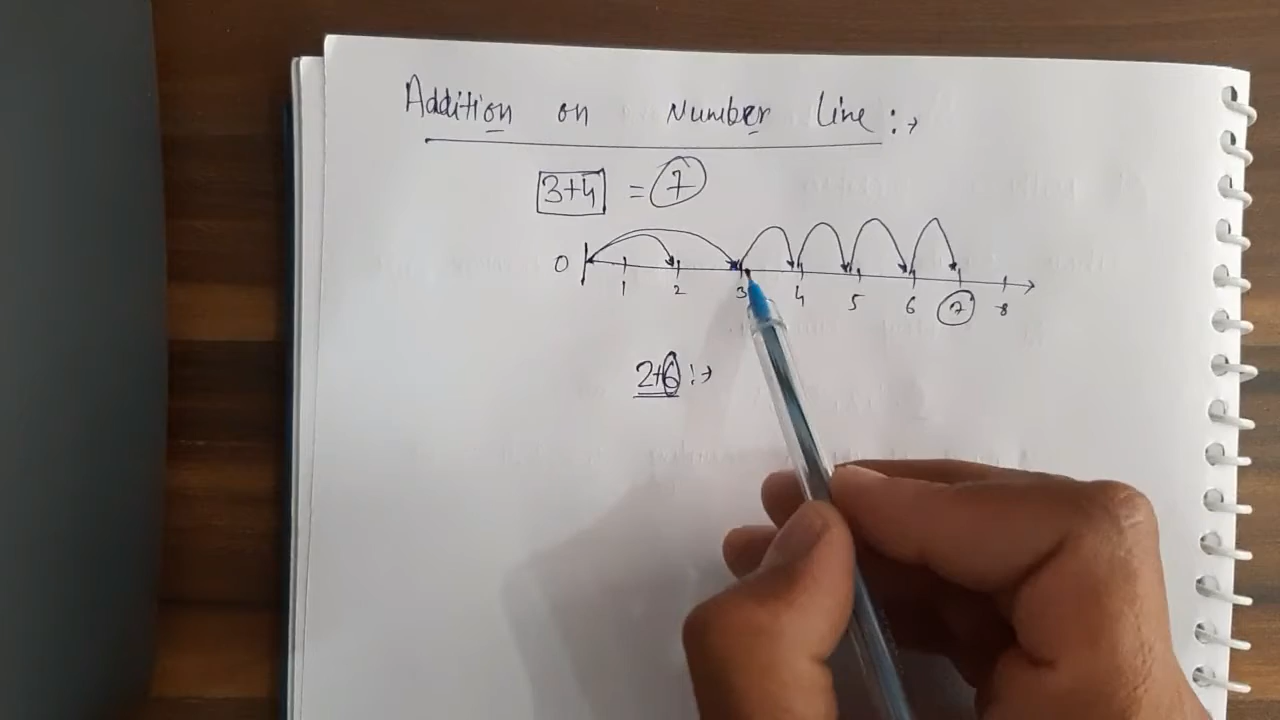 Addition on Number line :→
3+4 = 7
0 1 2 3 4 5 6 7 8
2+6 :→